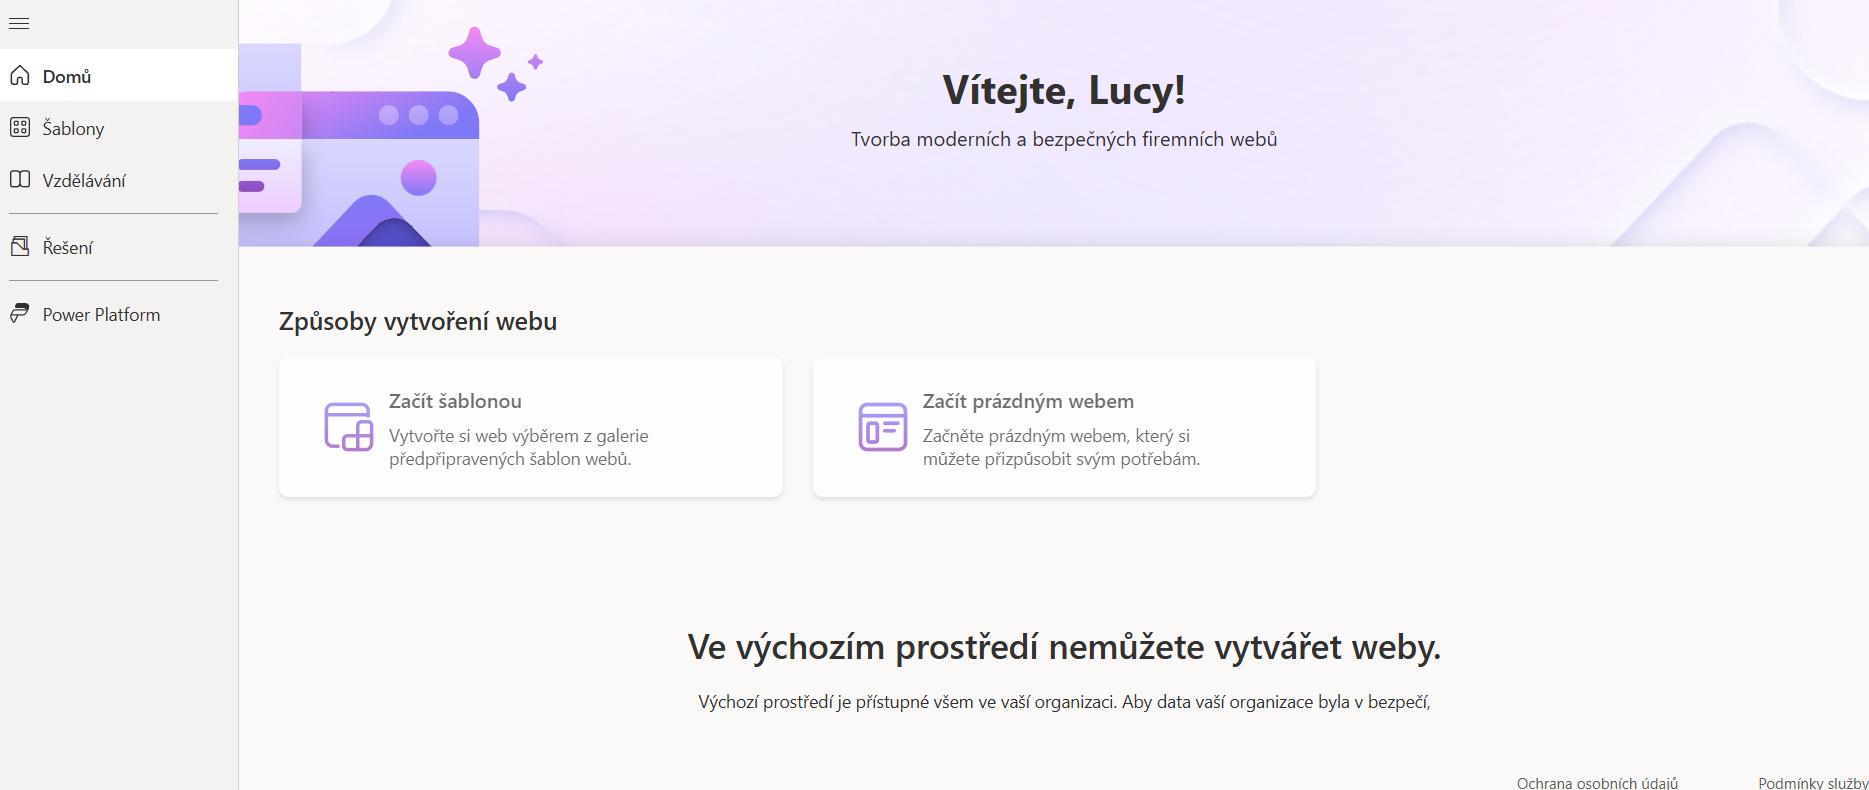 Domů
Šablony
Vzdělávání
Řešení
Power Platform
Vítejte, Lucy!
Tvorba moderních a bezpečných firemních webů
Způsoby vytvoření webu
Začít šablonou
Vytvořte si web výběrem z galerie
předpřipravených šablon webů.
Začít prázdným webem
Začněte prázdným webem, který si
můžete přizpůsobit svým potřebám.
Ve výchozím prostředí nemůžete vytvářet weby.
Výchozí prostředí je přístupné všem ve vaší organizaci. Aby data vaší organizace byla v bezpečí,
Ochrana osobních údajů
Podmínky služby